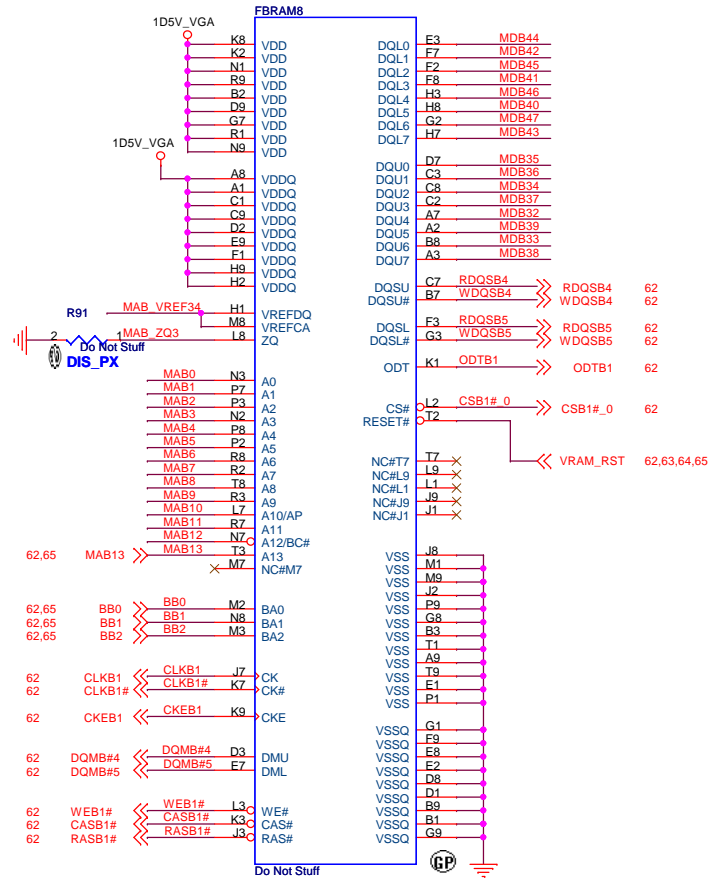 FBRAM8
1D5V_VGA
K8 VDD
K2 VDD
N1 VDD
R9 VDD
B2 VDD
D9 VDD
G7 VDD
R1 VDD
N9 VDD
1D5V_VGA
A8 VDDQ
A1 VDDQ
C1 VDDQ
C9 VDDQ
D2 VDDQ
E9 VDDQ
F1 VDDQ
H9 VDDQ
H2 VDDQ
MAB_VREF34 H1 VREFDQ
M8 VREFCA
R91
2 1 MAB_ZQ3 L8 ZQ
Do Not Stuff
DIS_PX
MAB0 N3 A0
MAB1 P7 A1
MAB2 P3 A2
MAB3 N2 A3
MAB4 P8 A4
MAB5 P2 A5
MAB6 R8 A6
MAB7 R2 A7
MAB8 T8 A8
MAB9 R3 A9
MAB10 L7 A10/AP
MAB11 R7 A11
MAB12 N7 A12/BC#
62,65 MAB13 MAB13 T3 A13
M7 NC#M7
62,65 BB0 BB0 M2 BA0
62,65 BB1 BB1 N8 BA1
62,65 BB2 BB2 M3 BA2
62 CLKB1 CLKB1 J7 CK
62 CLKB1# CLKB1# K7 CK#
62 CKEB1 CKEB1 K9 CKE
62 DQMB#4 DQMB#4 D3 DMU
62 DQMB#5 DQMB#5 E7 DML
62 WEB1# WEB1# L3 WE#
62 CASB1# CASB1# K3 CAS#
62 RASB1# RASB1# J3 RAS#
DQL0 E3 MDB44
DQL1 F7 MDB42
DQL2 F2 MDB45
DQL3 F8 MDB41
DQL4 H3 MDB46
DQL5 H8 MDB40
DQL6 G2 MDB47
DQL7 H7 MDB43
DQU0 D7 MDB35
DQU1 C3 MDB36
DQU2 C8 MDB34
DQU3 C2 MDB37
DQU4 A7 MDB32
DQU5 A2 MDB39
DQU6 B8 MDB33
DQU7 A3 MDB38
DQSU C7 RDQSB4 RDQSB4 62
DQSU# B7 WDQSB4 WDQSB4 62
DQSL F3 RDQSB5 RDQSB5 62
DQSL# G3 WDQSB5 WDQSB5 62
ODT K1 ODTB1 ODTB1 62
CS# L2 CSB1#_0 CSB1#_0 62
RESET# T2 VRAM_RST 62,63,64,65
NC#T7 T7
NC#L9 L9
NC#L1 L1
NC#J9 J9
NC#J1 J1
VSS J8
VSS M1
VSS M9
VSS J2
VSS P9
VSS G8
VSS B3
VSS T1
VSS A9
VSS T9
VSS E1
VSS P1
VSSQ G1
VSSQ F9
VSSQ E8
VSSQ E2
VSSQ D8
VSSQ D1
VSSQ B9
VSSQ B1
VSSQ G9
GP
Do Not Stuff